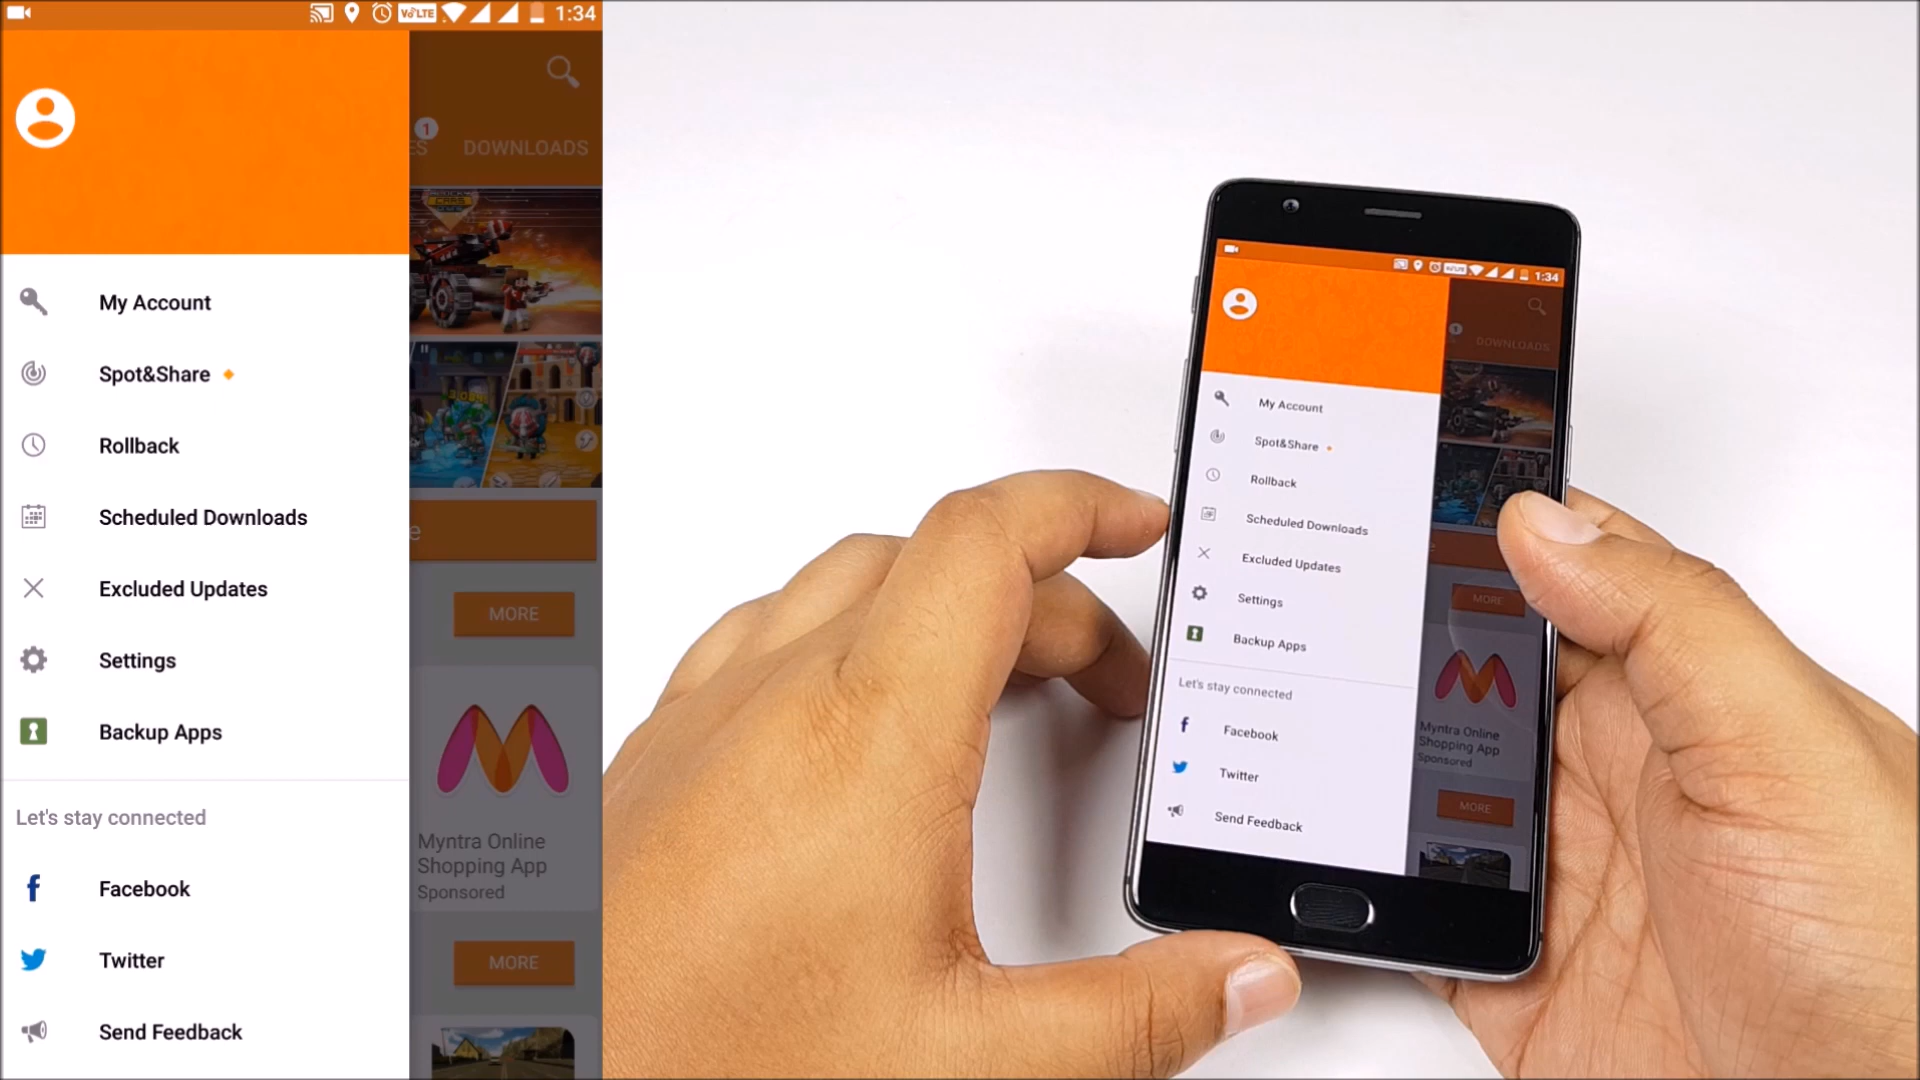 VoLTE 1:34
1
ES DOWNLOADS
My Account
Spot&Share
Rollback
Scheduled Downloads
e
Excluded Updates
MORE
Settings
Backup Apps
Let's stay connected
Myntra Online
Shopping App
Sponsored
Facebook
Twitter
MORE
Send Feedback
1:34
DOWNLOADS
My Account
Spot&Share
Rollback
Scheduled Downloads
Excluded Updates
Settings
MORE
Backup Apps
Let's stay connected
Myntra Online
Shopping App
Sponsored
Facebook
Twitter
MORE
Send Feedback